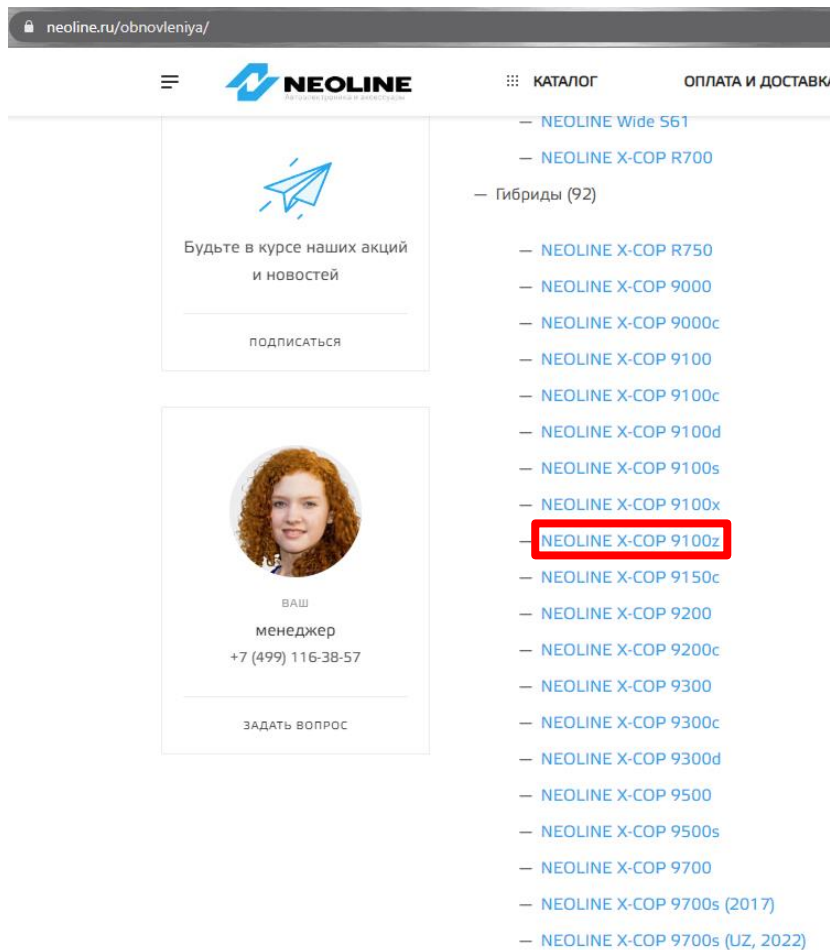 neoline.ru/obnovleniya/
NEOLINE
Автоэлектроника и аксессуары
КАТАЛОГ
ОПЛАТА И ДОСТАВКА
Будьте в курсе наших акций
и новостей
ПОДПИСАТЬСЯ
ВАШ
менеджер
+7 (499) 116-38-57
ЗАДАТЬ ВОПРОС
— NEOLINE Wide S61
— NEOLINE X-COP R700
— Гибриды (92)
— NEOLINE X-COP R750
— NEOLINE X-COP 9000
— NEOLINE X-COP 9000c
— NEOLINE X-COP 9100
— NEOLINE X-COP 9100c
— NEOLINE X-COP 9100d
— NEOLINE X-COP 9100s
— NEOLINE X-COP 9100x
— NEOLINE X-COP 9100z
— NEOLINE X-COP 9150c
— NEOLINE X-COP 9200
— NEOLINE X-COP 9200c
— NEOLINE X-COP 9300
— NEOLINE X-COP 9300c
— NEOLINE X-COP 9300d
— NEOLINE X-COP 9500
— NEOLINE X-COP 9500s
— NEOLINE X-COP 9700
— NEOLINE X-COP 9700s (2017)
— NEOLINE X-COP 9700s (UZ, 2022)